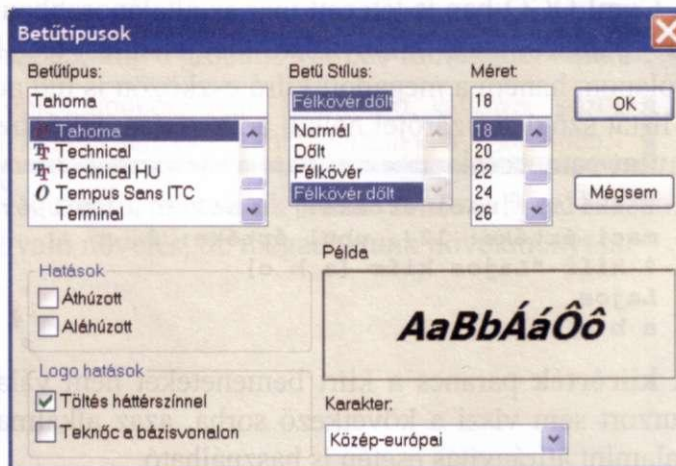 Betűtípusok
Betűtípus:
Betű Stílus:
Méret:
Tahoma
Félkövér dőlt
18
OK
Tahoma
Technical
Technical HU
Tempus Sans ITC
Terminal
Normál
Dőlt
Félkövér
Félkövér dőlt
18
20
22
24
26
Mégsem
Hatások
Áthúzott
Aláhúzott
Példa
AaBbÁáÔô
Logo hatások
Töltés háttérszínnel
Teknőc a bázisvonalon
Karakter:
Közép-európai